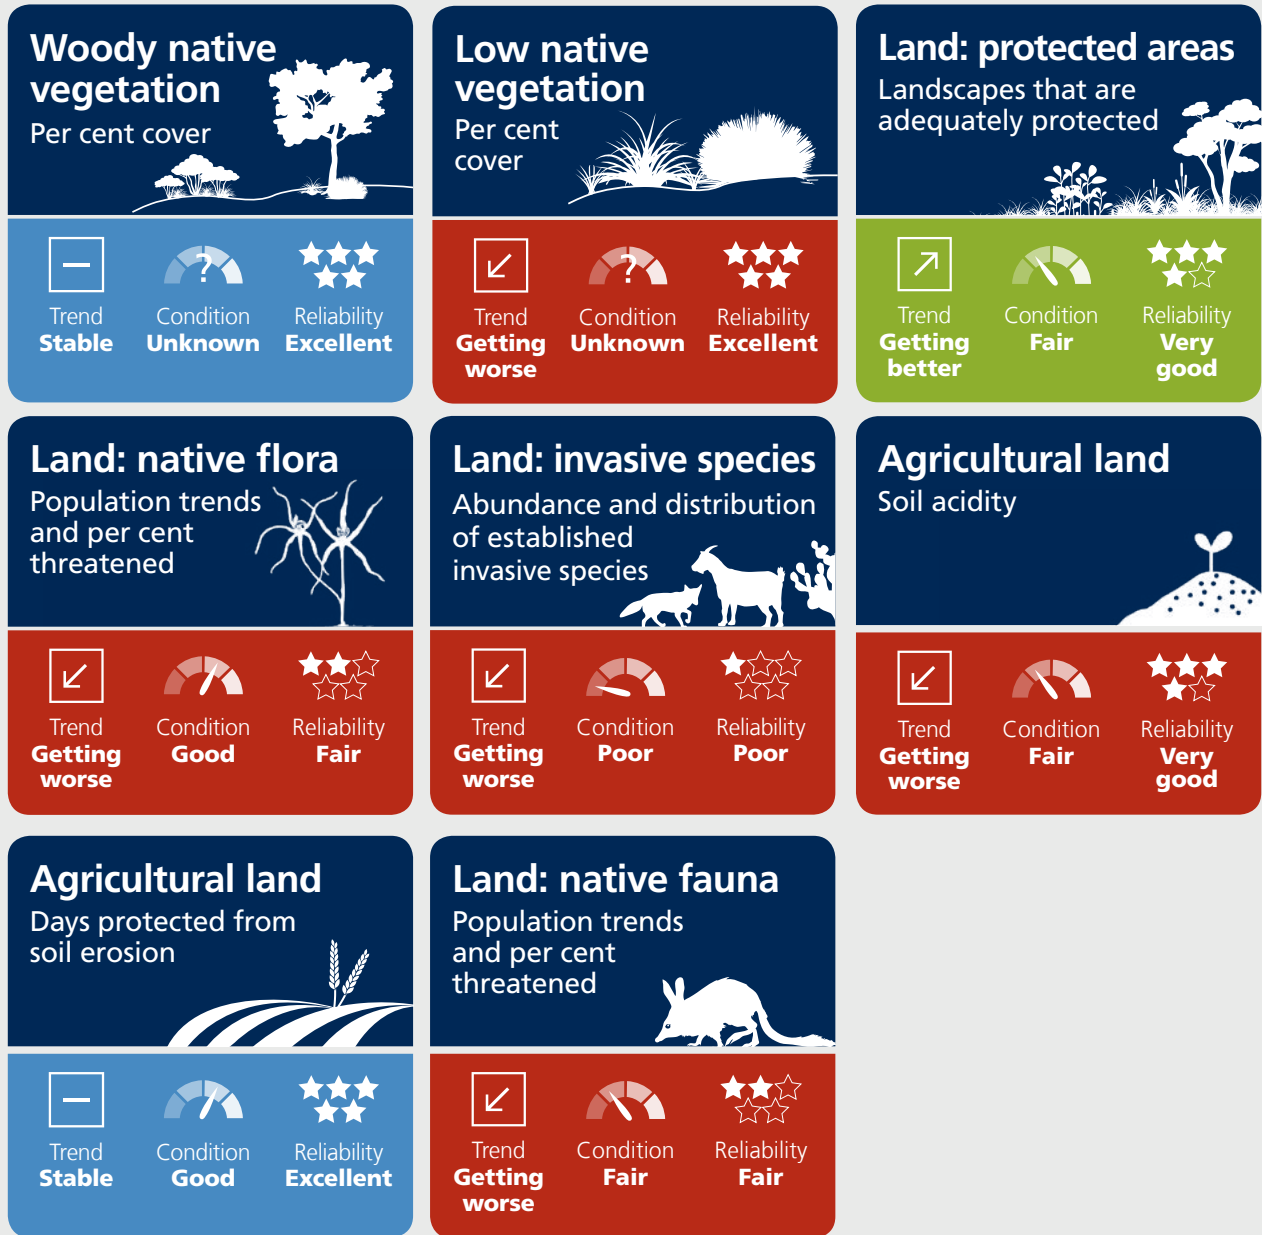 Woody native
vegetation
Per cent cover
?
Trend
Stable
Condition
Unknown
Reliability
Excellent
Low native
vegetation
Per cent
cover
?
Trend
Getting
worse
Condition
Unknown
Reliability
Excellent
Land: protected areas
Landscapes that are
adequately protected
Trend
Getting
better
Condition
Fair
Reliability
Very
good
Land: native flora
Population trends
and per cent
threatened
Trend
Getting
worse
Condition
Good
Reliability
Fair
Land: invasive species
Abundance and distribution
of established
invasive species
Trend
Getting
worse
Condition
Poor
Reliability
Poor
Agricultural land
Soil acidity
Trend
Getting
worse
Condition
Fair
Reliability
Very
good
Agricultural land
Days protected from
soil erosion
Trend
Stable
Condition
Good
Reliability
Excellent
Land: native fauna
Population trends
and per cent
threatened
Trend
Getting
worse
Condition
Fair
Reliability
Fair